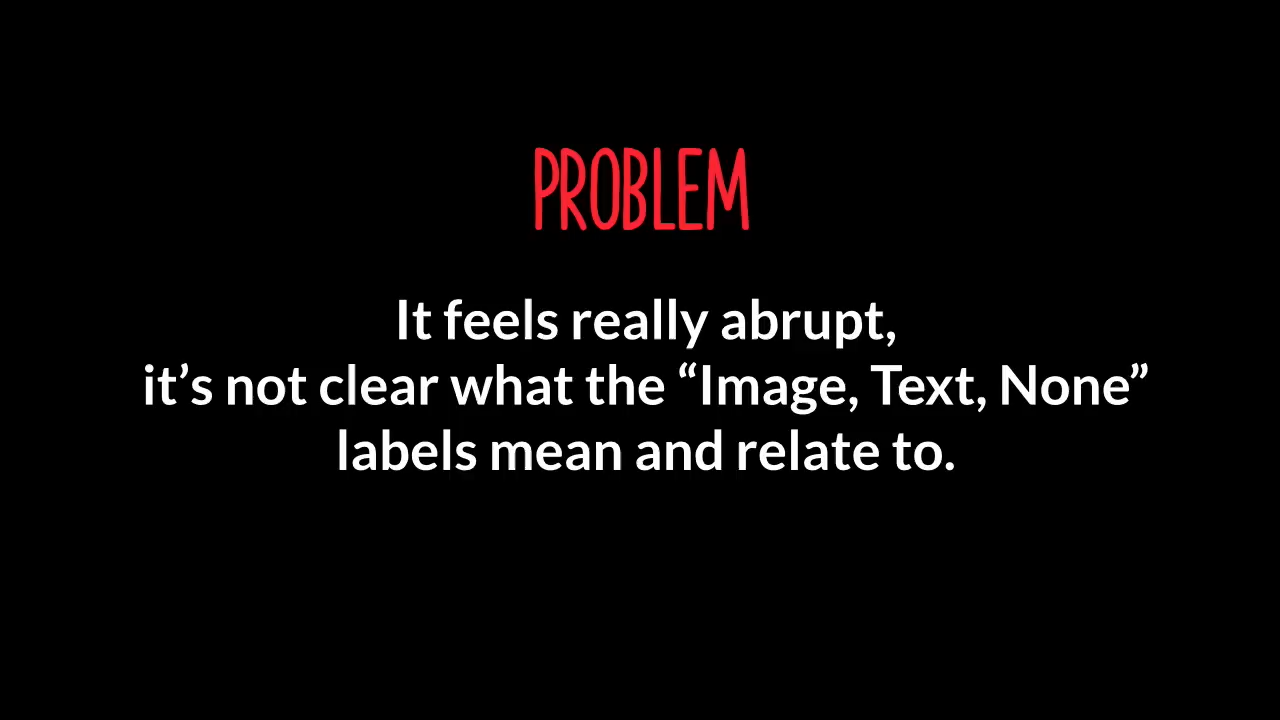 PROBLEM
It feels really abrupt,
it’s not clear what the “Image, Text, None”
labels mean and relate to.